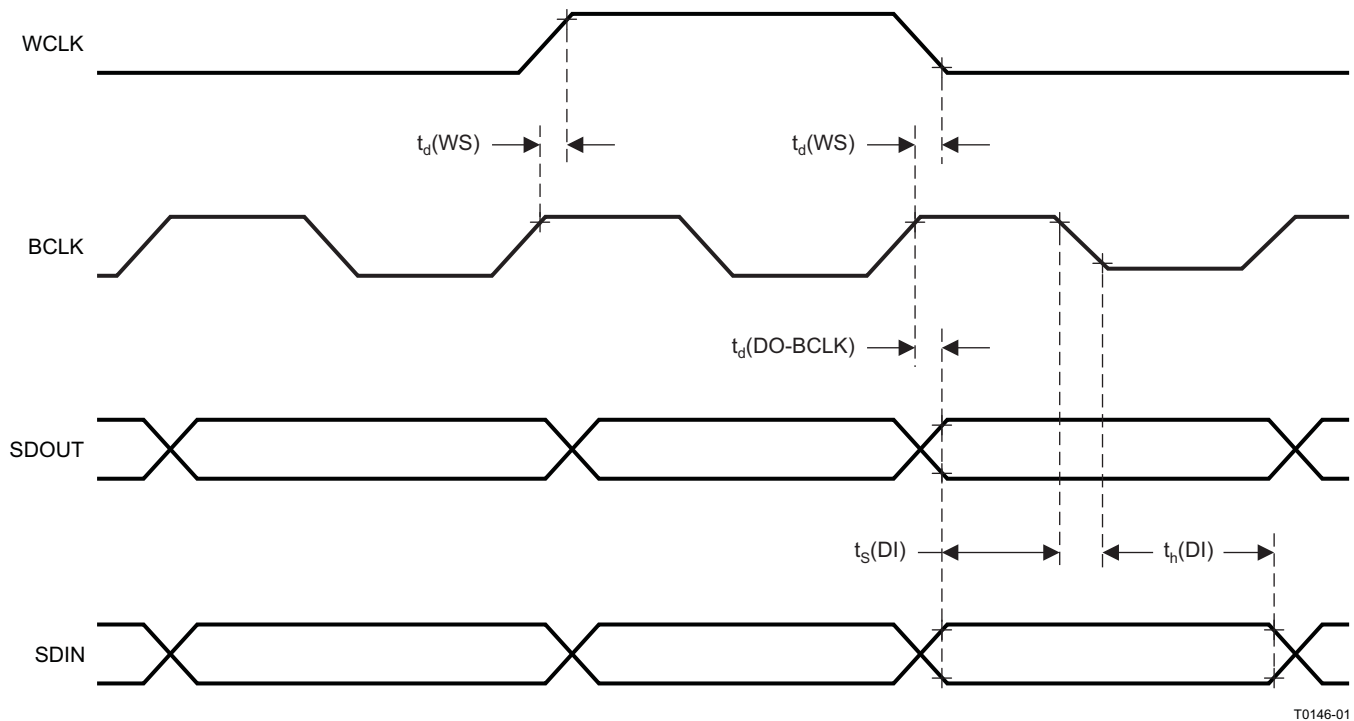 WCLK
td(WS)
td(WS)
BCLK
td(DO-BCLK)
SDOUT
tS(DI)
th(DI)
SDIN
T0146-01